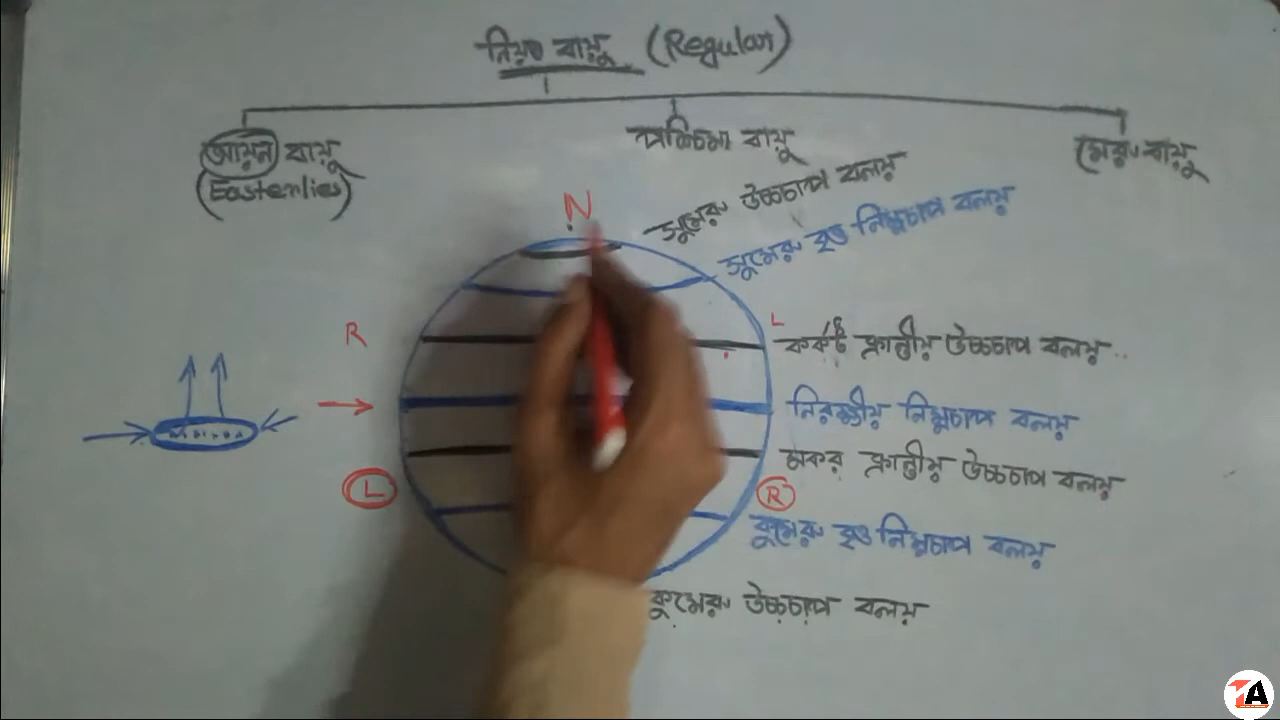 নিয়ত বায়ু (Regular)
আয়ন বায়ু
(Easterlies)
পশ্চিমা বায়ু
মেরু বায়ু
N
সুমেরু উচ্চচাপ বলয়
সুমেরু বৃত্ত নিম্নচাপ বলয়
R
L
কর্কট ক্রান্তীয় উচ্চচাপ বলয়
নিরক্ষীয় নিম্নচাপ বলয়
মকর ক্রান্তীয় উচ্চচাপ বলয়
L
R
কুমেরু বৃত্ত নিম্নচাপ বলয়
কুমেরু উচ্চচাপ বলয়
TA